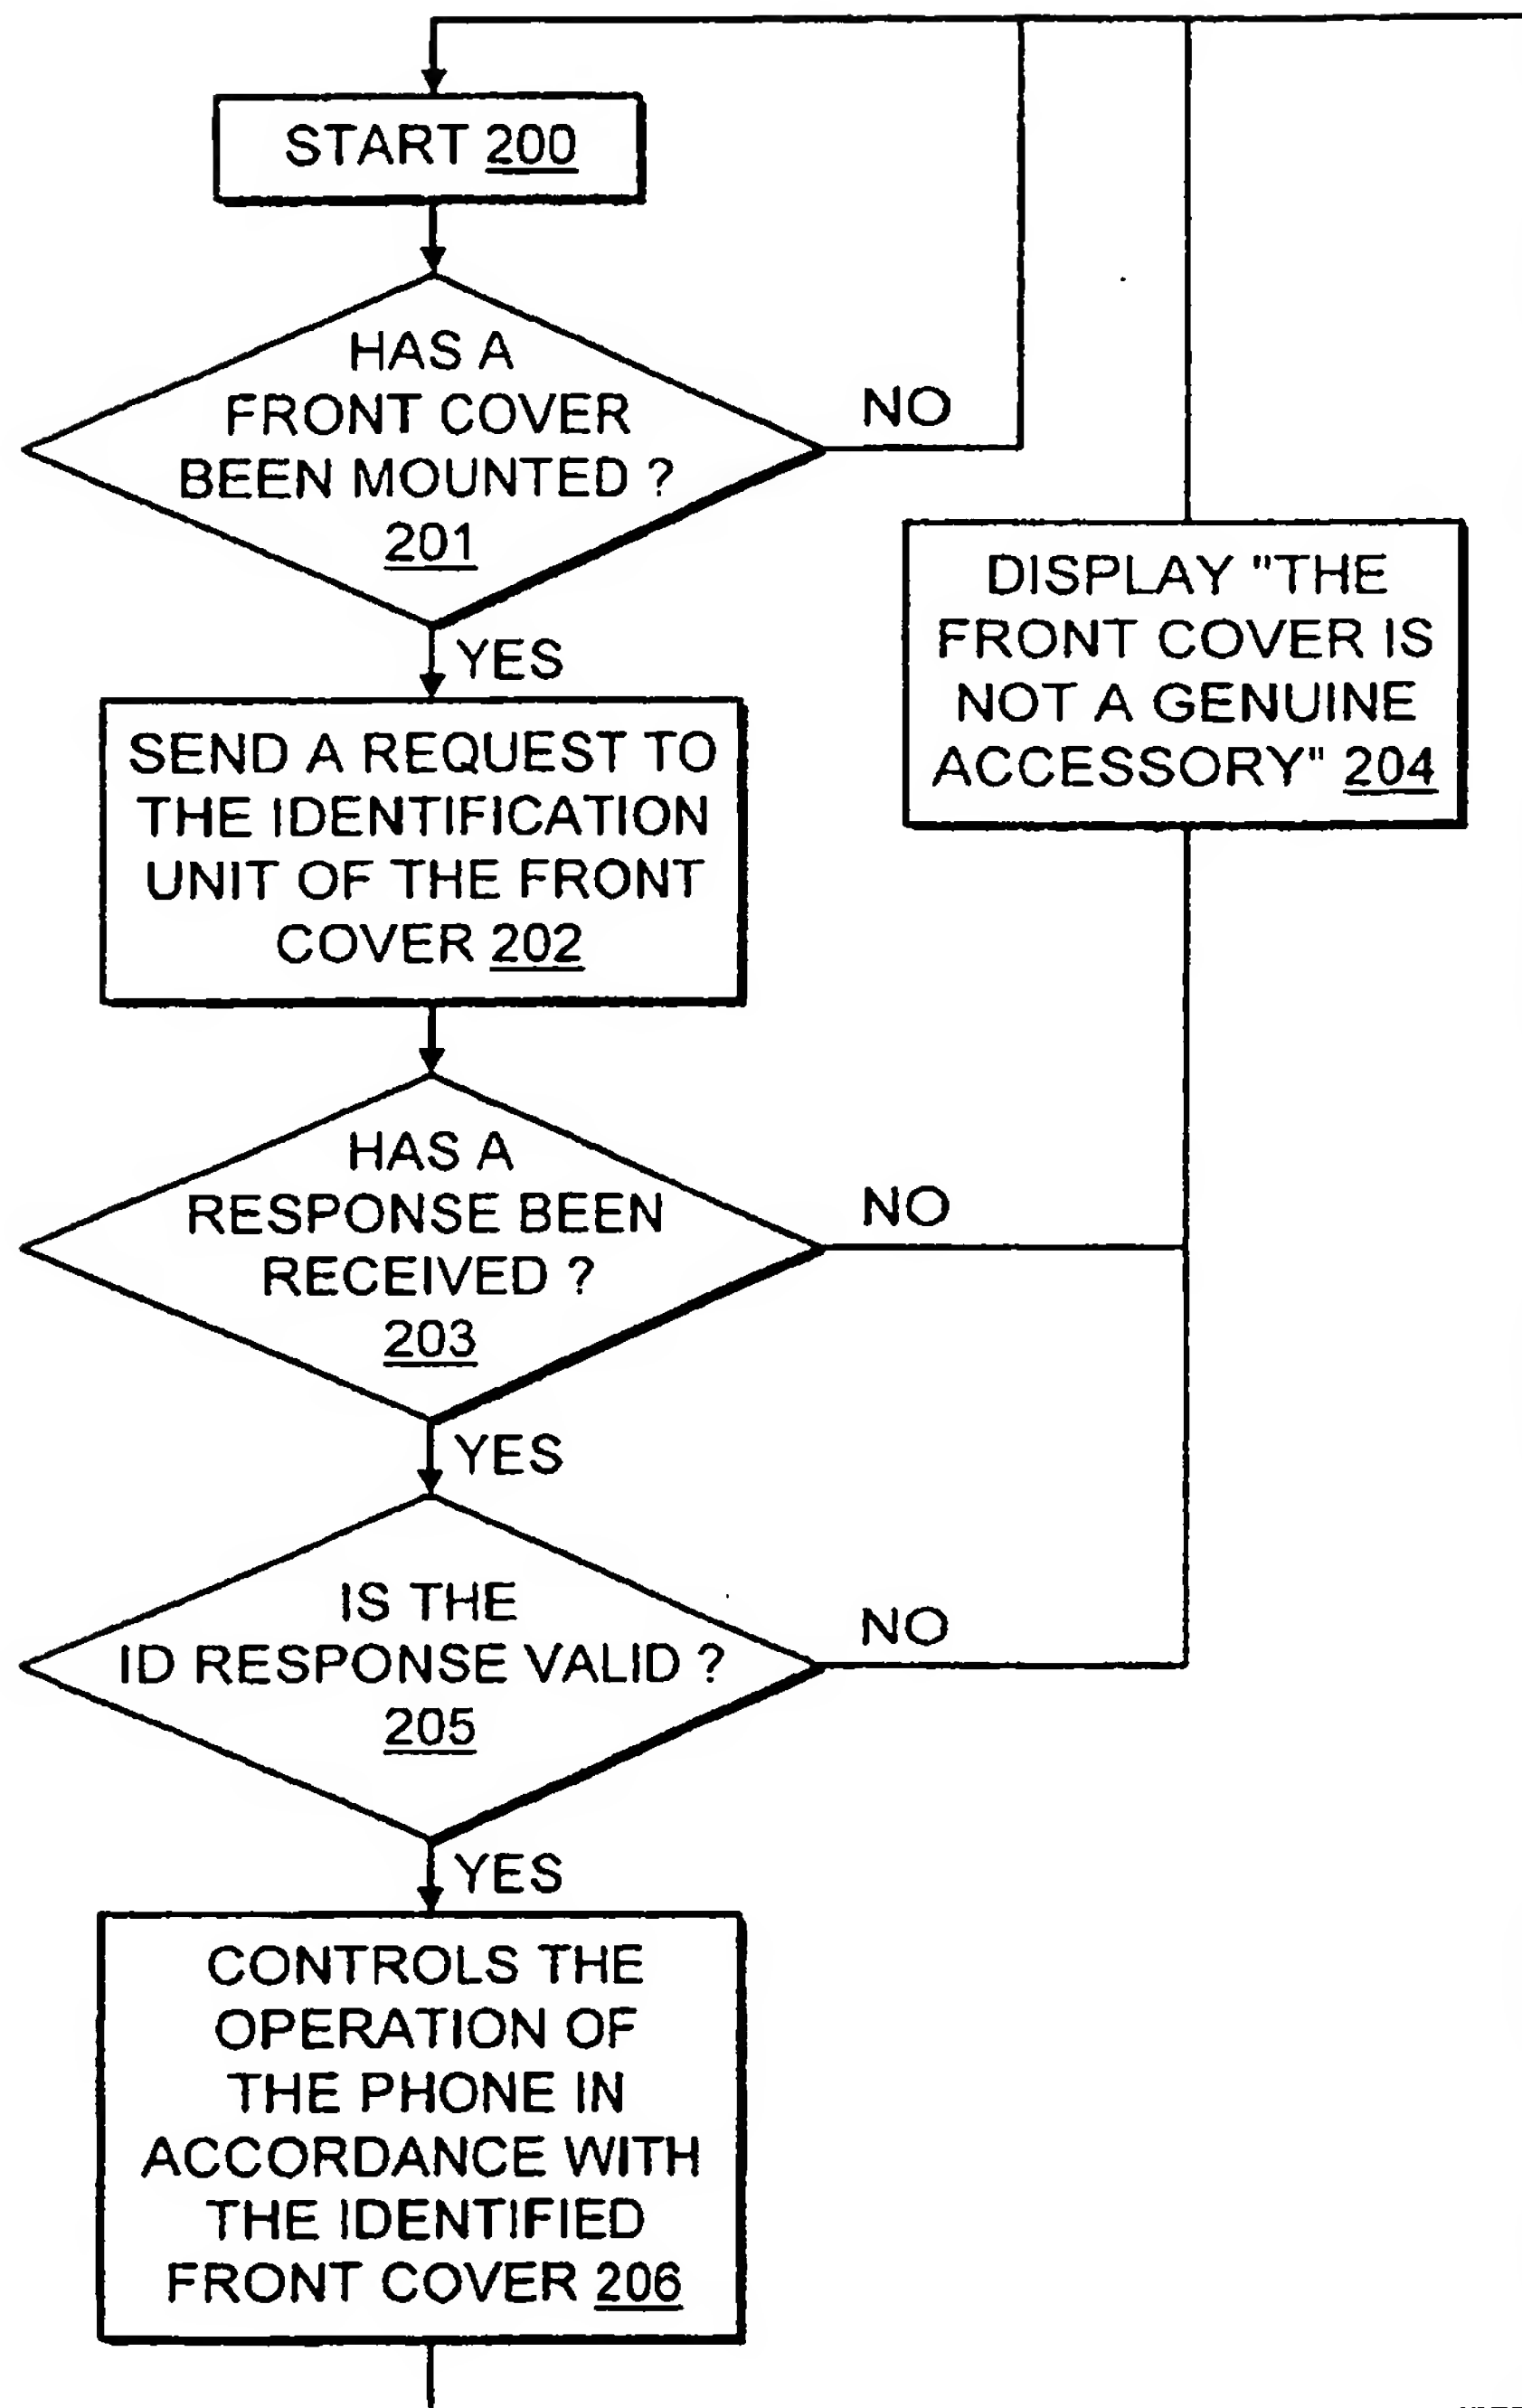 START 200
HAS A
FRONT COVER
BEEN MOUNTED ?
201
NO
YES
DISPLAY "THE
FRONT COVER IS
NOT A GENUINE
ACCESSORY" 204
SEND A REQUEST TO
THE IDENTIFICATION
UNIT OF THE FRONT
COVER 202
HAS A
RESPONSE BEEN
RECEIVED ?
203
NO
YES
IS THE
ID RESPONSE VALID ?
205
NO
YES
CONTROLS THE
OPERATION OF
THE PHONE IN
ACCORDANCE WITH
THE IDENTIFIED
FRONT COVER 206